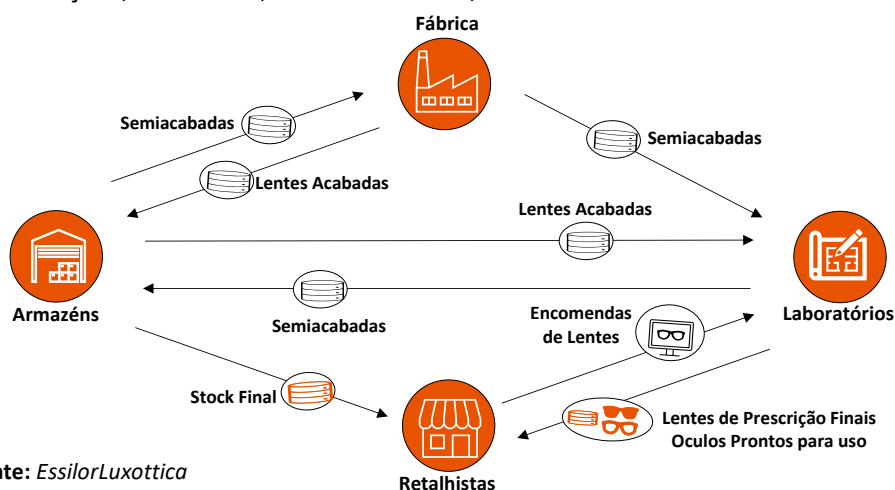 Fábrica
Semiacabadas
Semiacabadas
Lentes Acabadas
Lentes Acabadas
Armazéns
Laboratórios
Semiacabadas
Encomendas
de Lentes
Stock Final
Lentes de Prescrição Finais
Oculos Prontos para uso
nte: EssilorLuxottica
Retalhistas